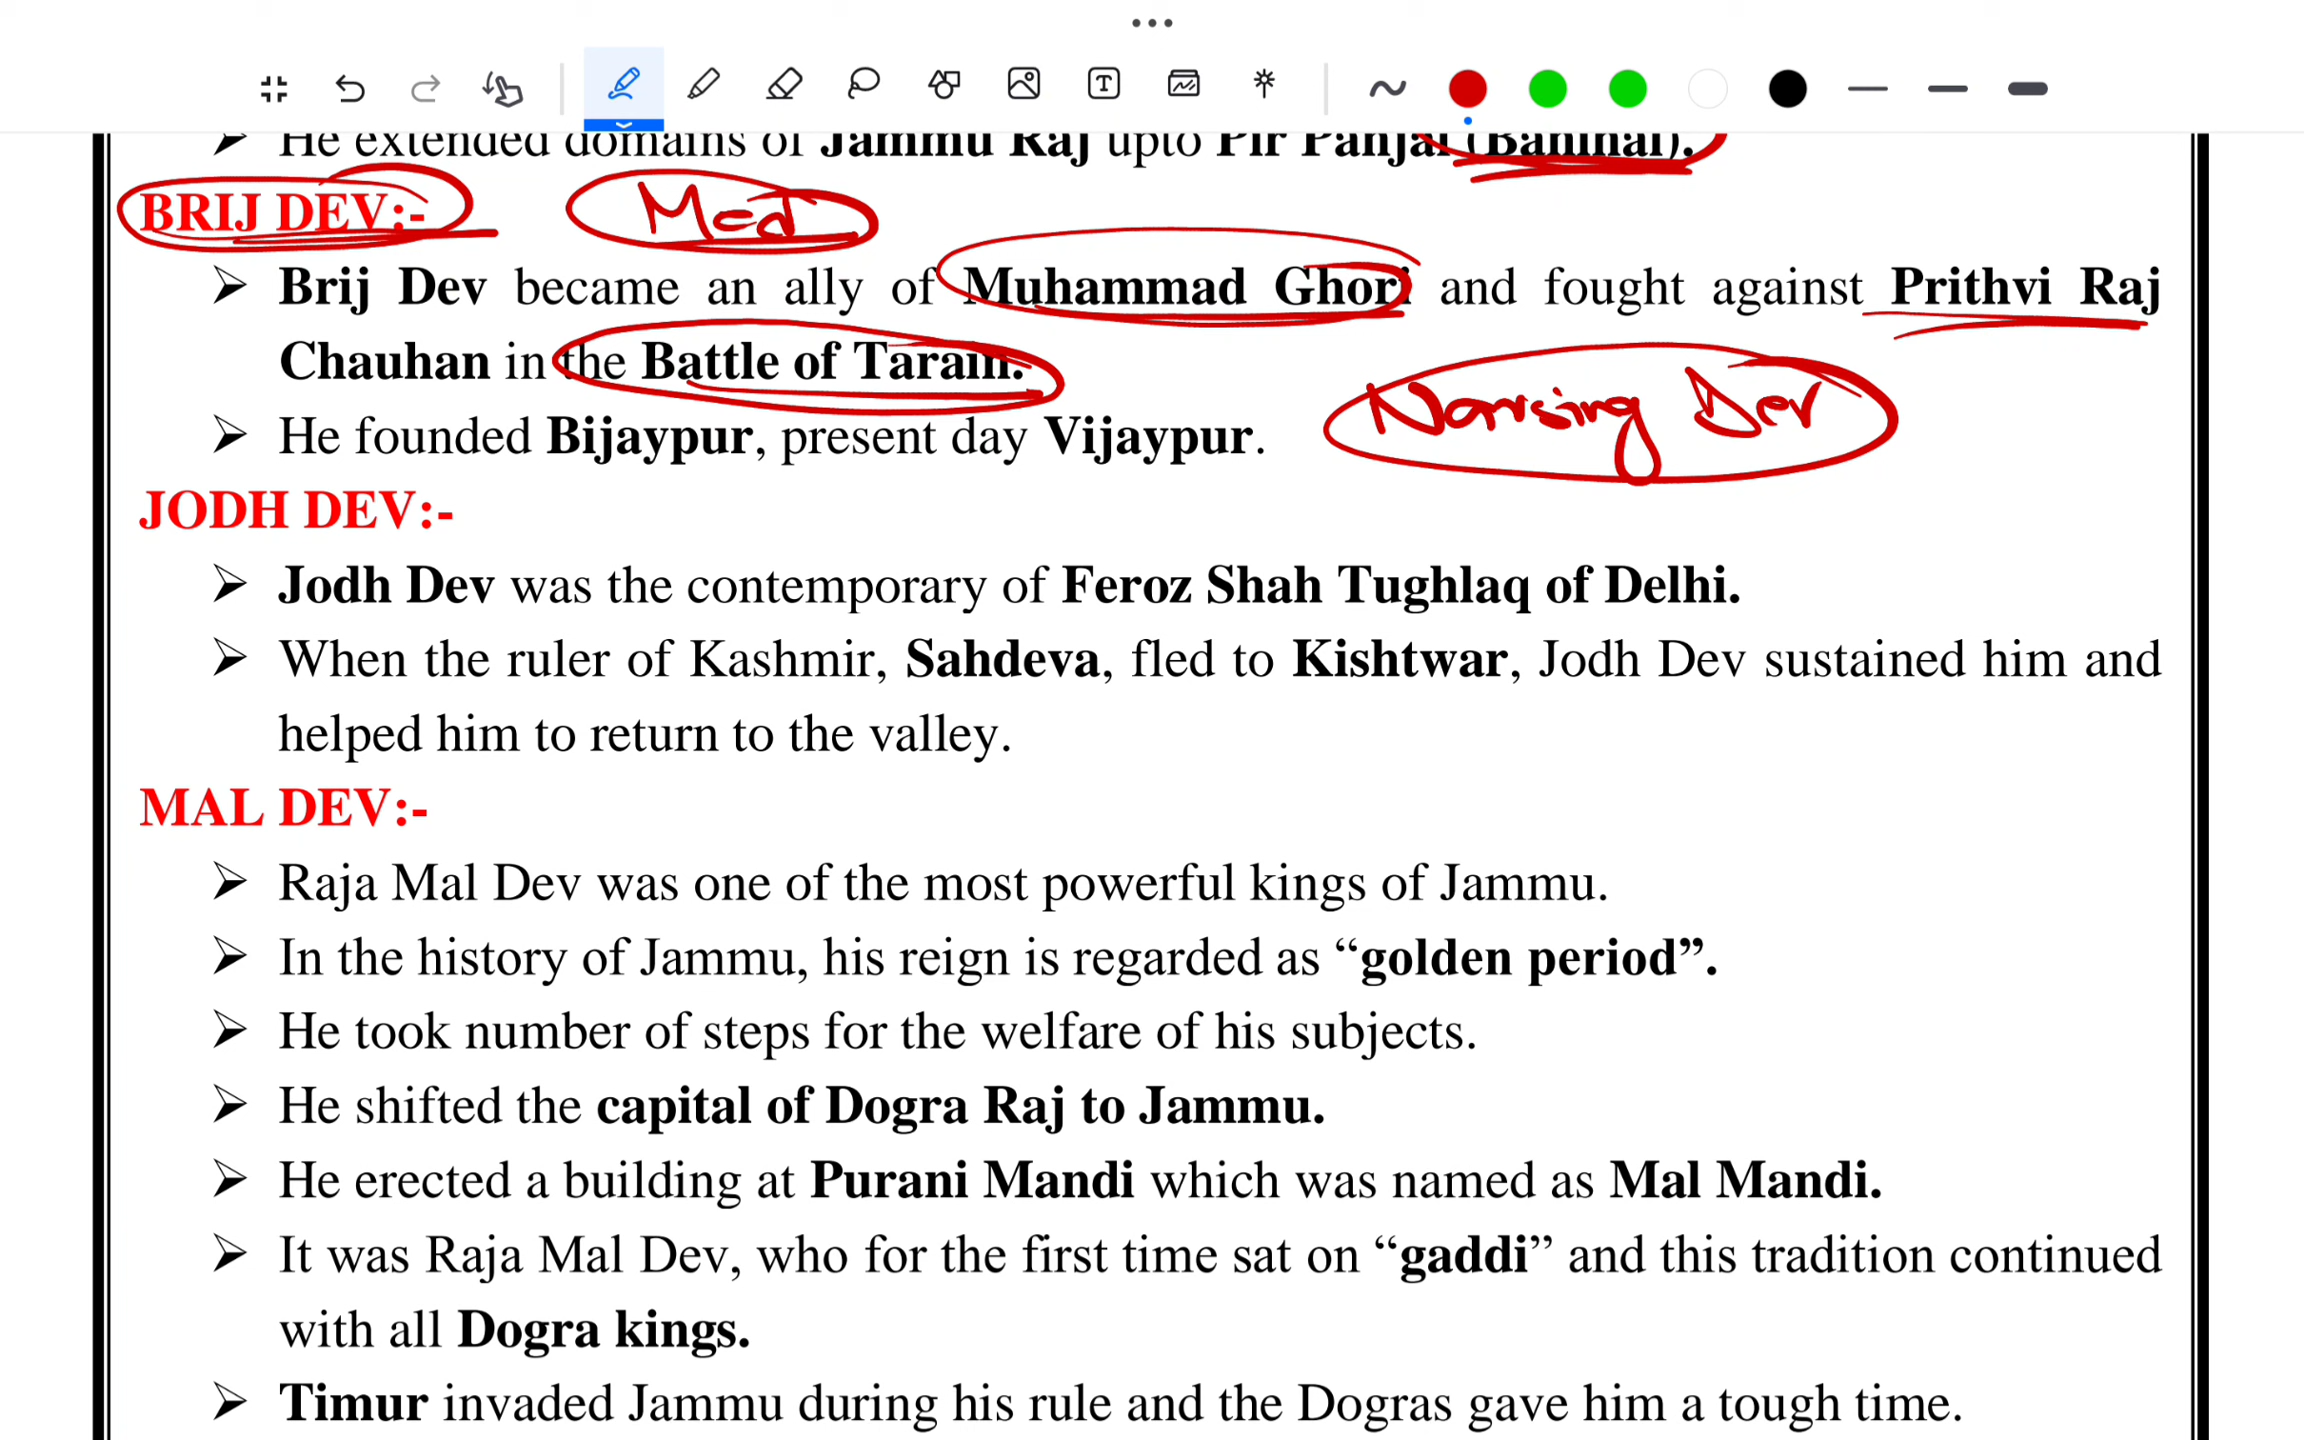 ➤ He extended domains of Jammu Raj upto Pir Panjal (Banihal).
BRIJ DEV:- Med
➤ Brij Dev became an ally of Muhammad Ghori and fought against Prithvi Raj
Chauhan in the Battle of Tarain.
Narsing Dev
➤ He founded Bijaypur, present day Vijaypur.
JODH DEV:-
➤ Jodh Dev was the contemporary of Feroz Shah Tughlaq of Delhi.
➤ When the ruler of Kashmir, Sahdeva, fled to Kishtwar, Jodh Dev sustained him and
helped him to return to the valley.
MAL DEV:-
➤ Raja Mal Dev was one of the most powerful kings of Jammu.
➤ In the history of Jammu, his reign is regarded as “golden period”.
➤ He took number of steps for the welfare of his subjects.
➤ He shifted the capital of Dogra Raj to Jammu.
➤ He erected a building at Purani Mandi which was named as Mal Mandi.
➤ It was Raja Mal Dev, who for the first time sat on “gaddi” and this tradition continued
with all Dogra kings.
➤ Timur invaded Jammu during his rule and the Dogras gave him a tough time.